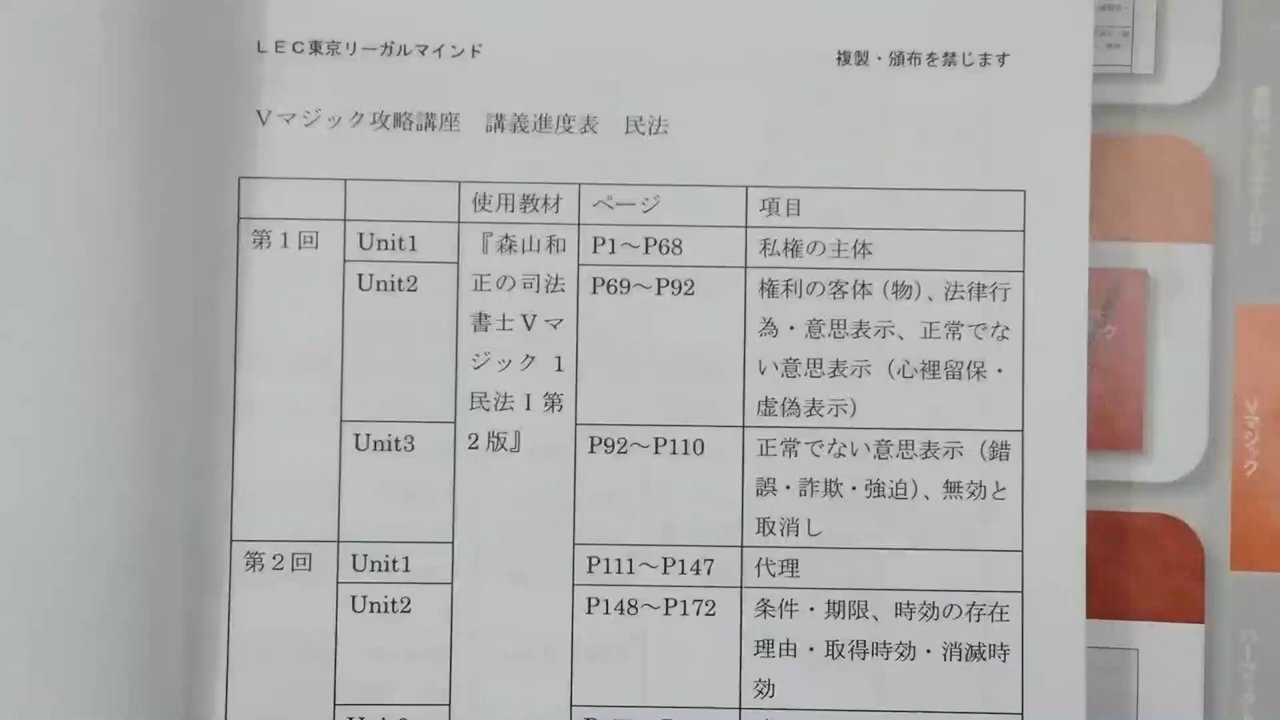 ＬＥＣ東京リーガルマインド
複製・頒布を禁じます
Ｖマジック攻略講座　講義進度表　民法
使用教材　ページ　項目
第１回　Unit1　『森山和　P1～P68　私権の主体
Unit2　正の司法　P69～P92　権利の客体（物）、法律行
書士Ｖマ　為・意思表示、正常でな
ジック　1　い意思表示（心裡留保・
民法Ⅰ第　虚偽表示）
Unit3　２版』　P92～P110　正常でない意思表示（錯
誤・詐欺・強迫）、無効と
取消し
第２回　Unit1　P111～P147　代理
Unit2　P148～P172　条件・期限、時効の存在
理由・取得時効・消滅時
効
Ｖマジック